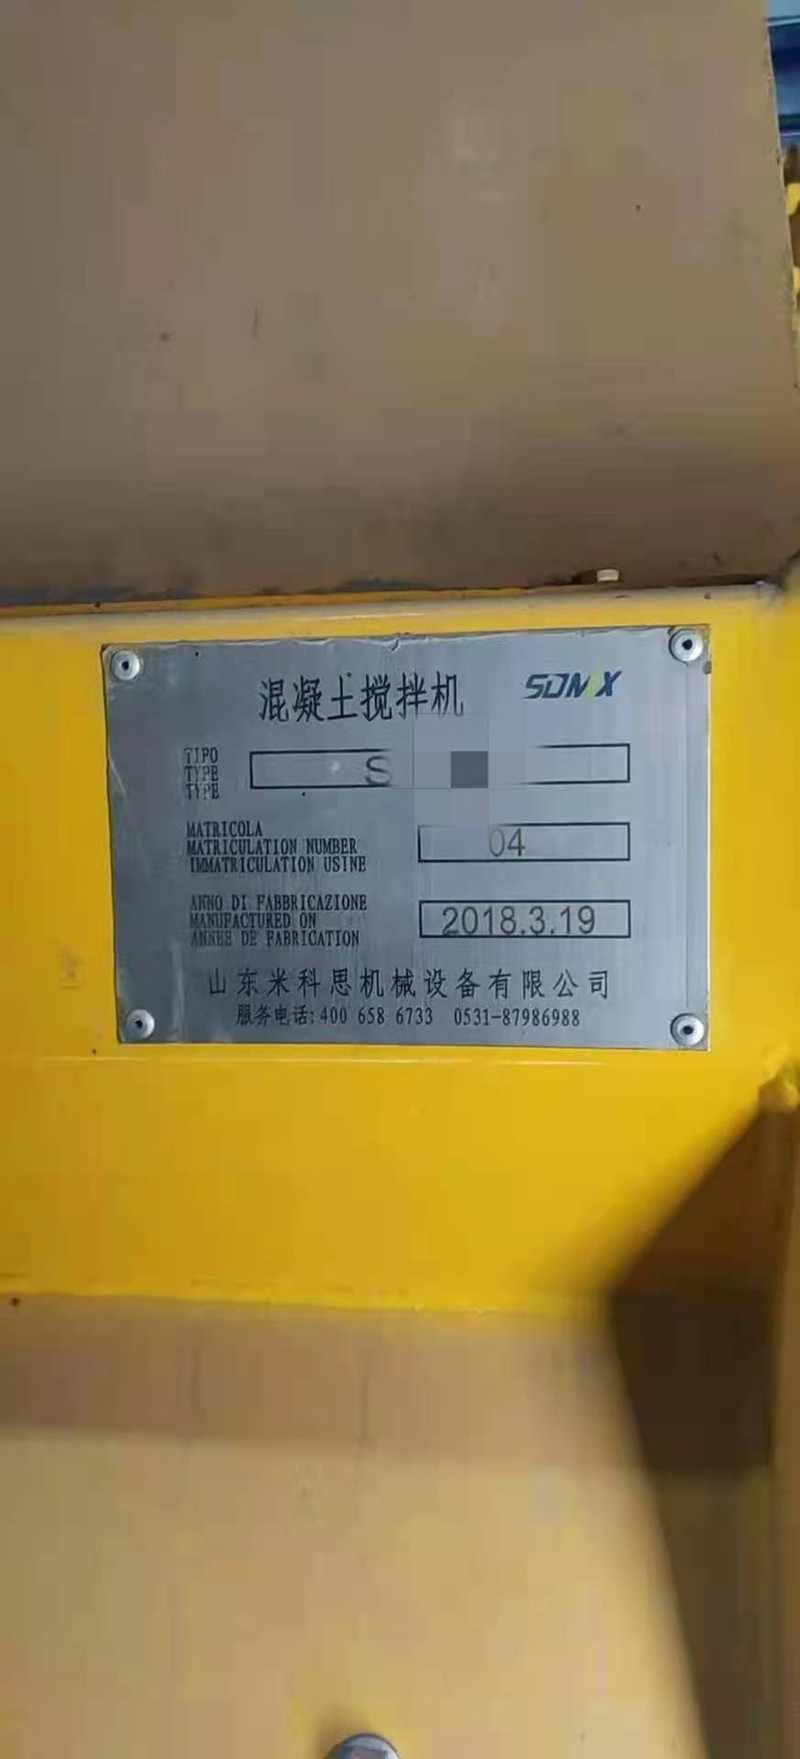 混凝土搅拌机
SDMIX
TIPO
TYPE
TYPE
S
MATRICOLA
MATRICULATION NUMBER
IMMATRICULATION USINE
04
ANNO DI FABBRICAZIONE
MANUFACTURED ON
ANNEE DE FABRICATION
2018.3.19
山东米科思机械设备有限公司
服务电话:400 658 6733 0531-87986988